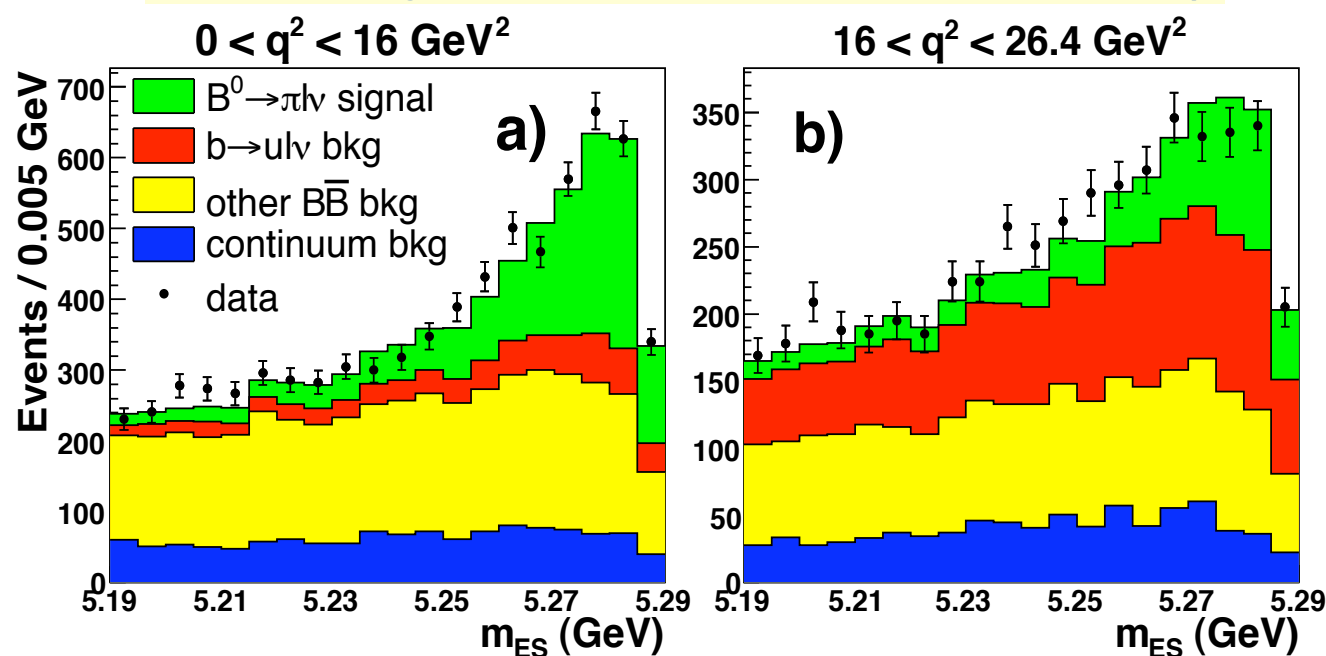 0 < q² < 16 GeV²
Events / 0.005 GeV
700
600
500
400
300
200
100
0
B⁰→πlν signal
b→ulν bkg
other BB̅ bkg
continuum bkg
data
a)
5.19 5.21 5.23 5.25 5.27 5.29
m_ES (GeV)
16 < q² < 26.4 GeV²
350
300
250
200
150
100
50
0
b)
5.19 5.21 5.23 5.25 5.27 5.29
m_ES (GeV)